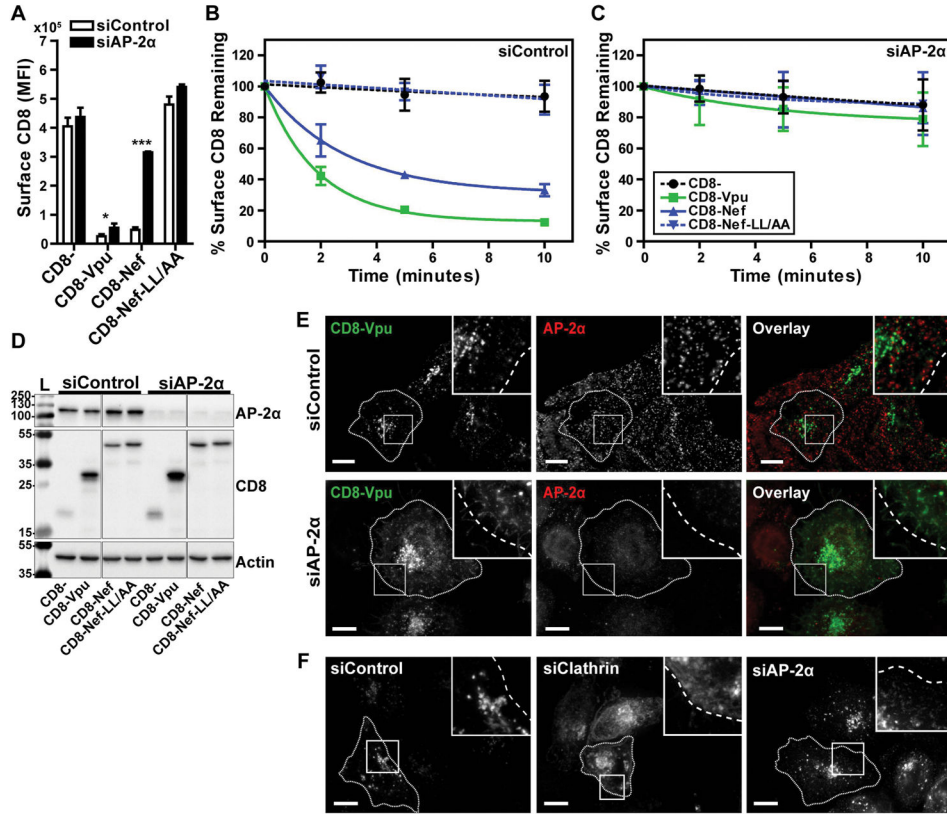 A
x10⁵
siControl
siAP-2α
Surface CD8 (MFI)
7
6
5
4
3
2
1
0
*
***
CD8-
CD8-Vpu
CD8-Nef
CD8-Nef-LL/AA
B
siControl
% Surface CD8 Remaining
120
100
80
60
40
20
0
0 2 4 6 8 10
Time (minutes)
C
siAP-2α
% Surface CD8 Remaining
120
100
80
60
40
20
0
CD8-
CD8-Vpu
CD8-Nef
CD8-Nef-LL/AA
0 2 4 6 8 10
Time (minutes)
D
L siControl siAP-2α
250
130
100
AP-2α
55
35
25
15
CD8
55
35
Actin
CD8-
CD8-Vpu
CD8-Nef
CD8-Nef-LL/AA
CD8-
CD8-Vpu
CD8-Nef
CD8-Nef-LL/AA
E
siControl
CD8-Vpu AP-2α Overlay
siAP-2α
CD8-Vpu AP-2α Overlay
F
siControl siClathrin siAP-2α